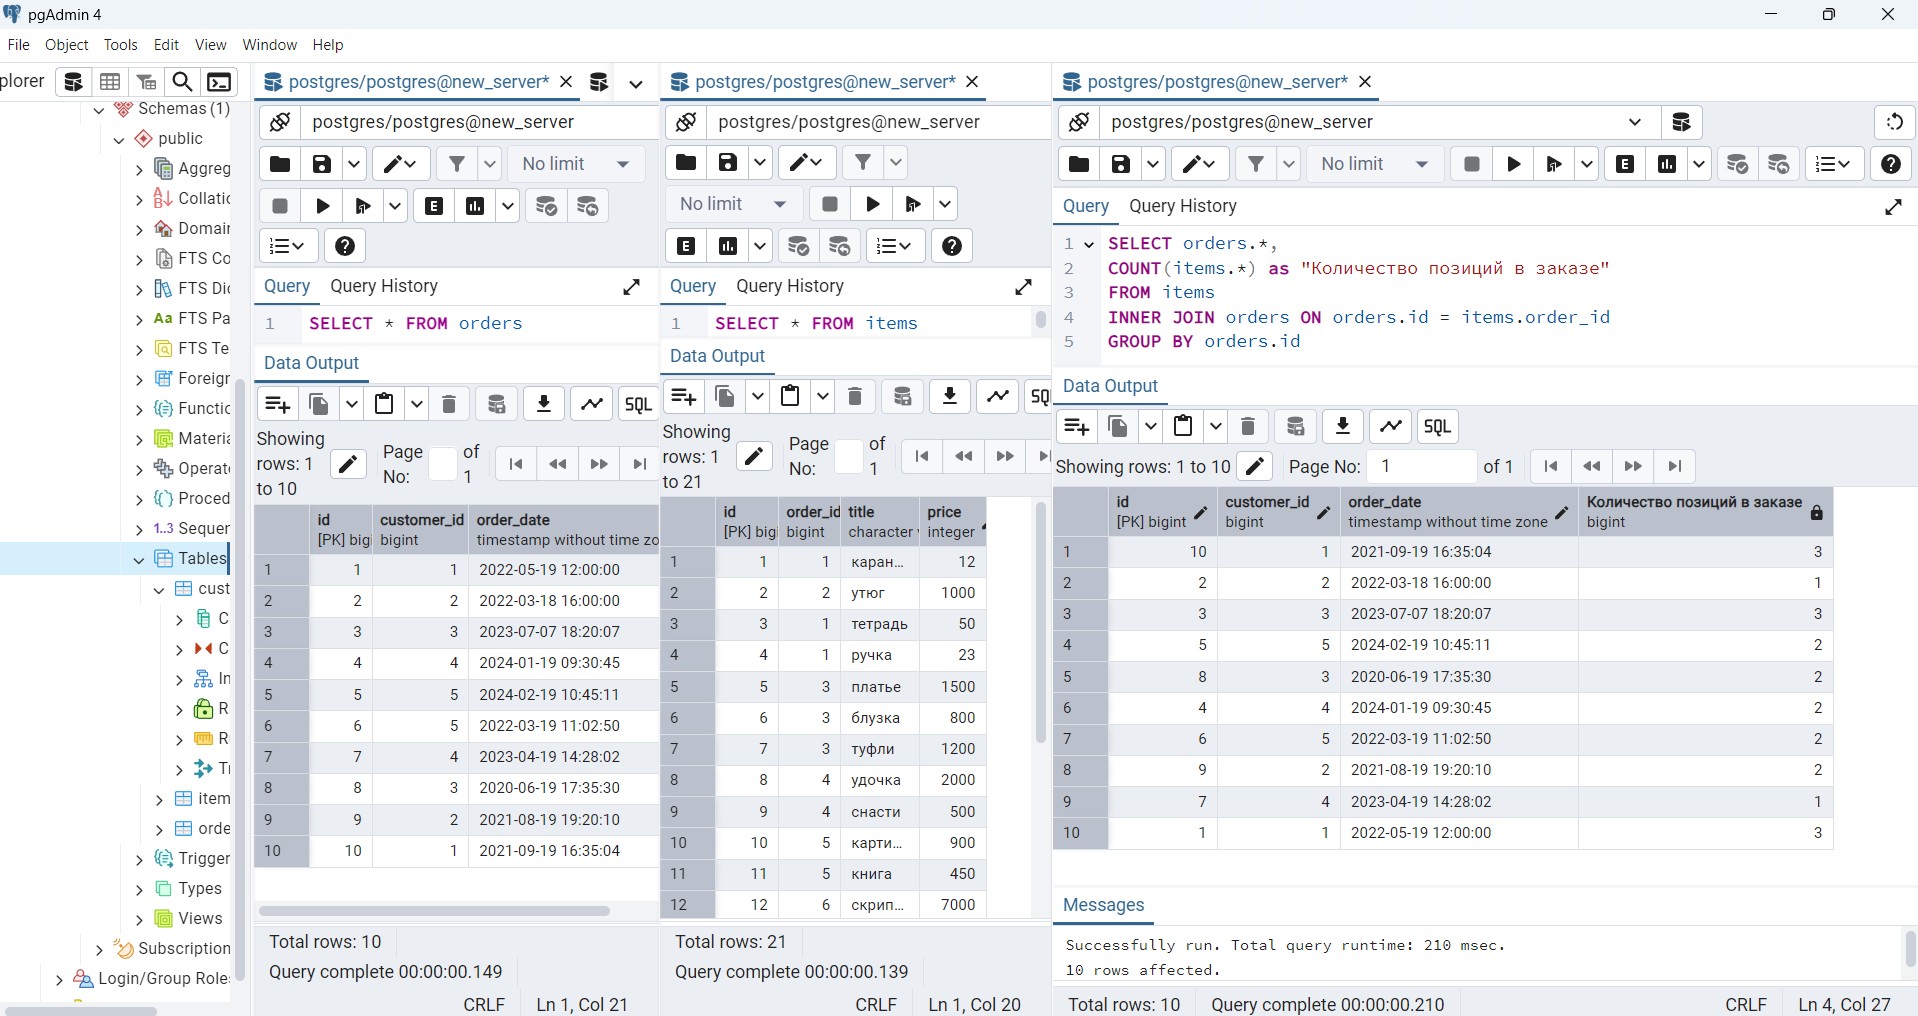 pgAdmin 4
File Object Tools Edit View Window Help
plorer
Schemas (1)
public
Aggreg
Collatic
Domair
FTS Co
FTS Dic
FTS Pa
FTS Te
Foreigr
Functic
Materia
Operat
Proced
1..3 Sequer
Tables
cust
C
C
In
R
R
Tr
item
orde
Trigger
Types
Views
Subscription
Login/Group Role
postgres/postgres@new_server*
postgres/postgres@new_server
No limit
Query Query History
1 SELECT * FROM orders
Data Output
SQL
Showing rows: 1 to 10
Page No: of 1
id [PK] bigi customer_id bigint order_date timestamp without time zo
1 1 1 2022-05-19 12:00:00
2 2 2 2022-03-18 16:00:00
3 3 3 2023-07-07 18:20:07
4 4 4 2024-01-19 09:30:45
5 5 5 2024-02-19 10:45:11
6 6 5 2022-03-19 11:02:50
7 7 4 2023-04-19 14:28:02
8 8 3 2020-06-19 17:35:30
9 9 2 2021-08-19 19:20:10
10 10 1 2021-09-19 16:35:04
Total rows: 10
Query complete 00:00:00.149
CRLF Ln 1, Col 21
postgres/postgres@new_server*
postgres/postgres@new_server
No limit
Query Query History
1 SELECT * FROM items
Data Output
SQ
Showing rows: 1 to 21
Page No: of 1
id [PK] big order_id bigint title character price integer
1 1 1 каран... 12
2 2 2 утюг 1000
3 3 1 тетрадь 50
4 4 1 ручка 23
5 5 3 платье 1500
6 6 3 блузка 800
7 7 3 туфли 1200
8 8 4 удочка 2000
9 9 4 снасти 500
10 10 5 карти... 900
11 11 5 книга 450
12 12 6 скрип... 7000
Total rows: 21
Query complete 00:00:00.139
CRLF Ln 1, Col 20
postgres/postgres@new_server*
postgres/postgres@new_server
No limit
Query Query History
1 SELECT orders.*,
2 COUNT(items.*) as "Количество позиций в заказе"
3 FROM items
4 INNER JOIN orders ON orders.id = items.order_id
5 GROUP BY orders.id
Data Output
SQL
Showing rows: 1 to 10 Page No: 1 of 1
id [PK] bigint customer_id bigint order_date timestamp without time zone Количество позиций в заказе bigint
1 10 1 2021-09-19 16:35:04 3
2 2 2 2022-03-18 16:00:00 1
3 3 3 2023-07-07 18:20:07 3
4 5 5 2024-02-19 10:45:11 2
5 8 3 2020-06-19 17:35:30 2
6 4 4 2024-01-19 09:30:45 2
7 6 5 2022-03-19 11:02:50 2
8 9 2 2021-08-19 19:20:10 2
9 7 4 2023-04-19 14:28:02 1
10 1 1 2022-05-19 12:00:00 3
Messages
Successfully run. Total query runtime: 210 msec.
10 rows affected.
Total rows: 10 Query complete 00:00:00.210 CRLF Ln 4, Col 27